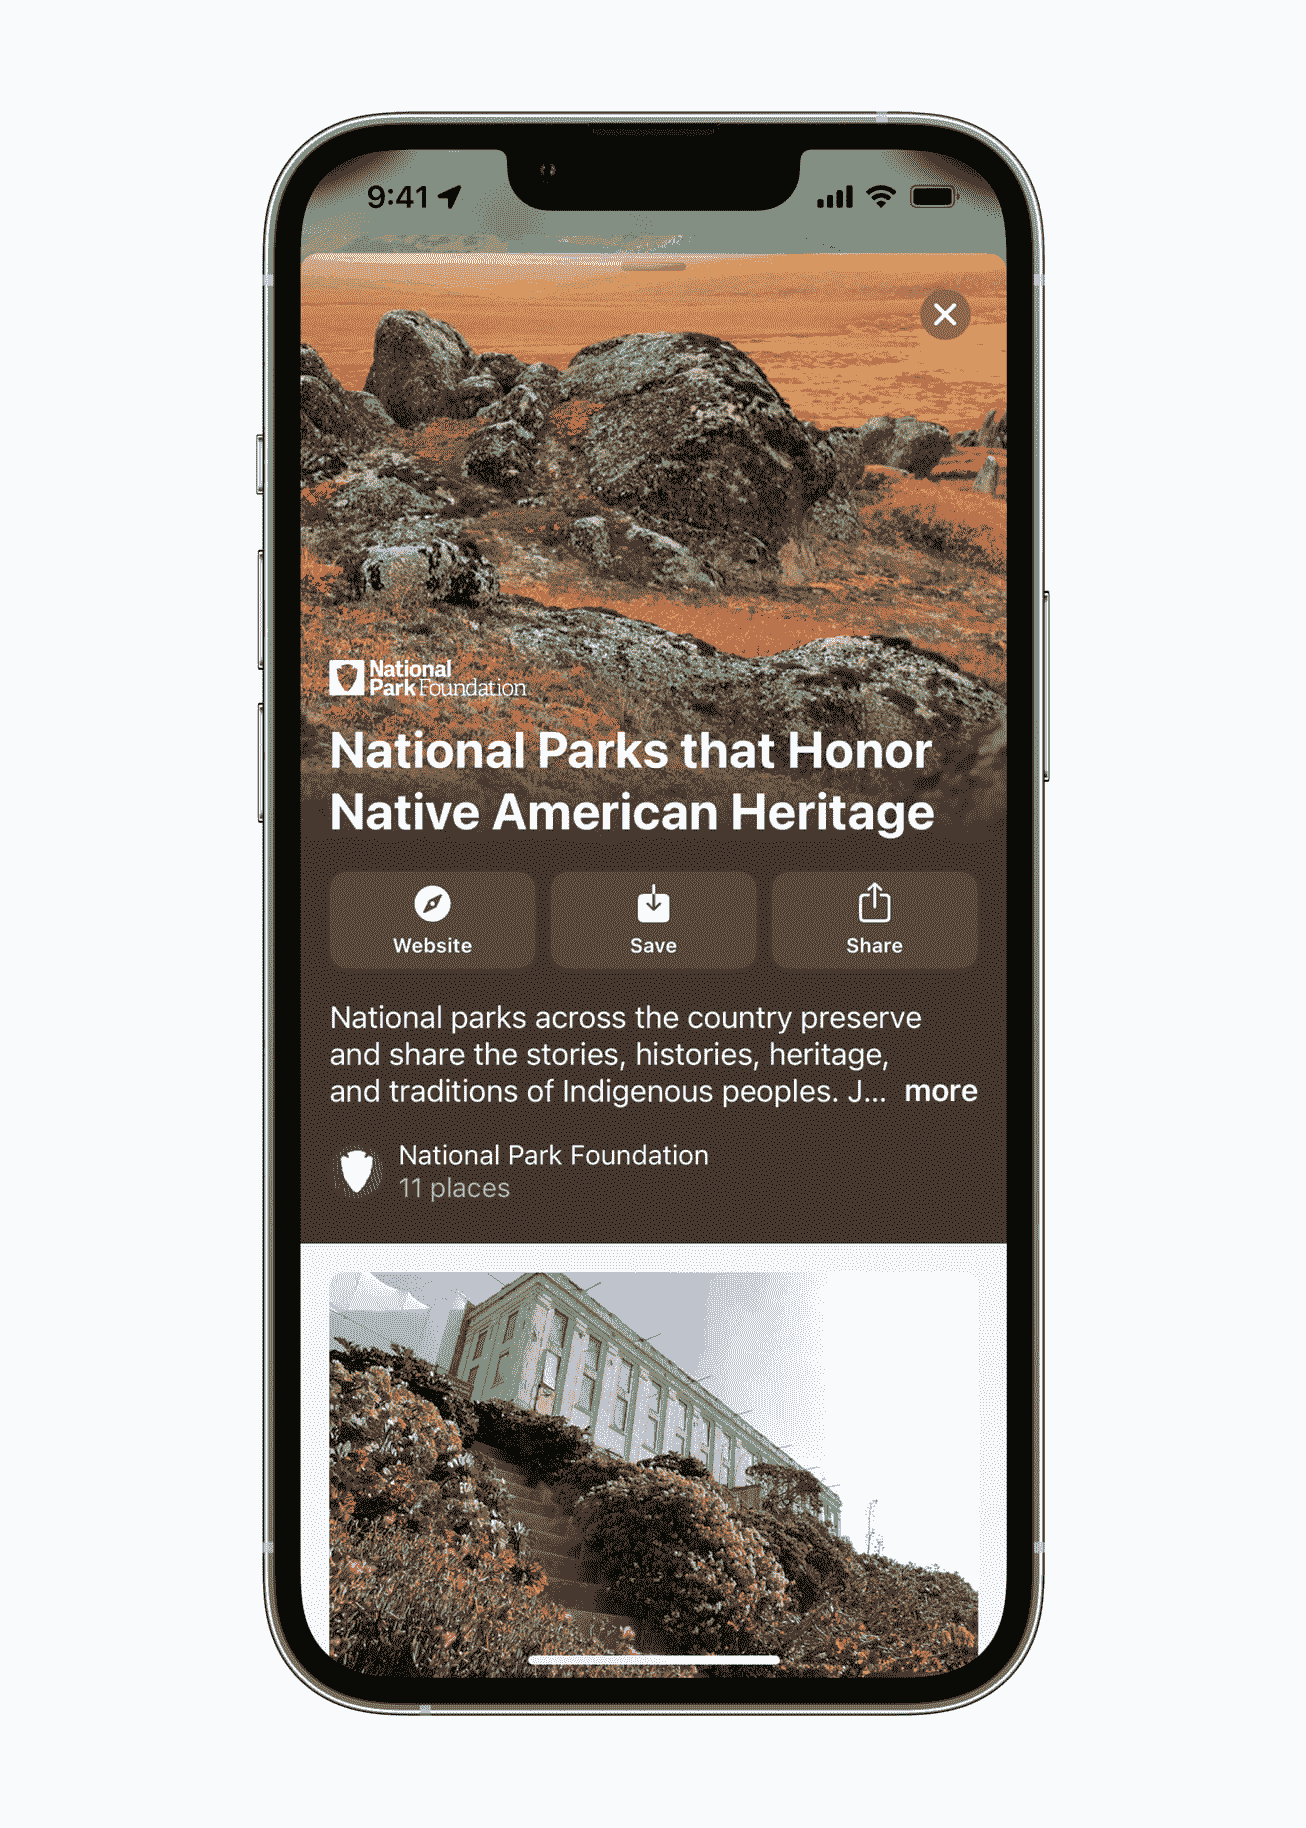 9:41
National
Park Foundation
National Parks that Honor
Native American Heritage
Website
Save
Share
National parks across the country preserve
and share the stories, histories, heritage,
and traditions of Indigenous peoples. J... more
National Park Foundation
11 places